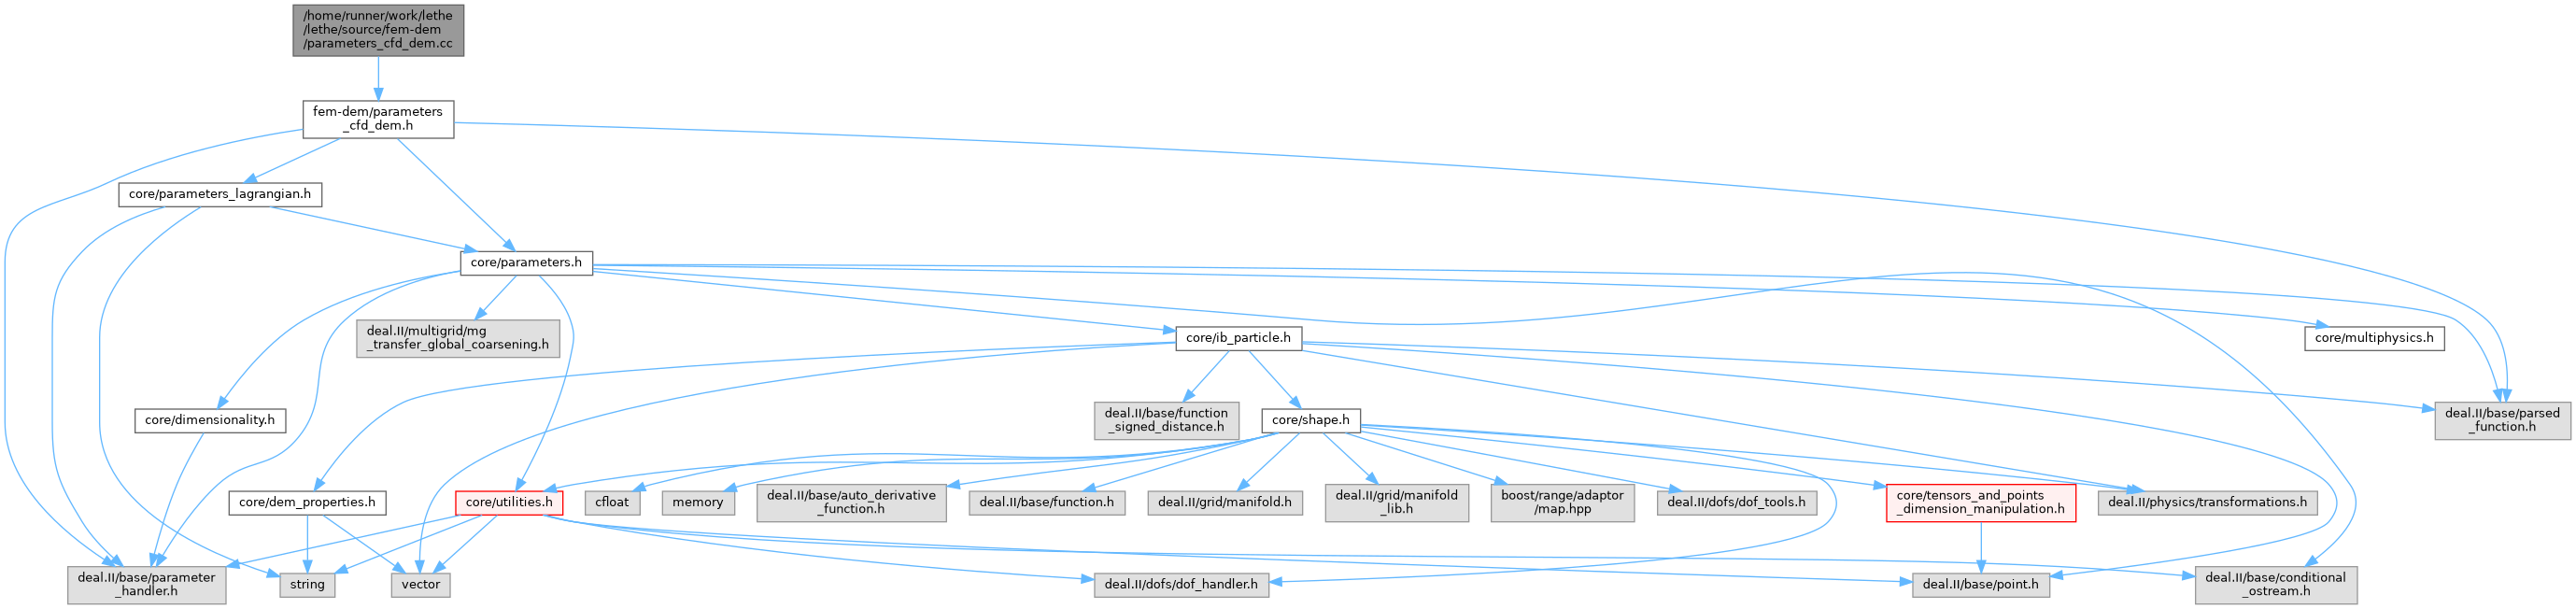 /home/runner/work/lethe
/lethe/source/fem-dem
/parameters_cfd_dem.cc
fem-dem/parameters
_cfd_dem.h
core/parameters_lagrangian.h
core/parameters.h
deal.II/multigrid/mg
_transfer_global_coarsening.h
core/ib_particle.h
core/multiphysics.h
core/dimensionality.h
deal.II/base/function
_signed_distance.h
core/shape.h
deal.II/base/parsed
_function.h
core/dem_properties.h
core/utilities.h
cfloat
memory
deal.II/base/auto_derivative
_function.h
deal.II/base/function.h
deal.II/grid/manifold.h
deal.II/grid/manifold
_lib.h
boost/range/adaptor
/map.hpp
deal.II/dofs/dof_tools.h
core/tensors_and_points
_dimension_manipulation.h
deal.II/physics/transformations.h
deal.II/base/parameter
_handler.h
string
vector
deal.II/dofs/dof_handler.h
deal.II/base/point.h
deal.II/base/conditional
_ostream.h